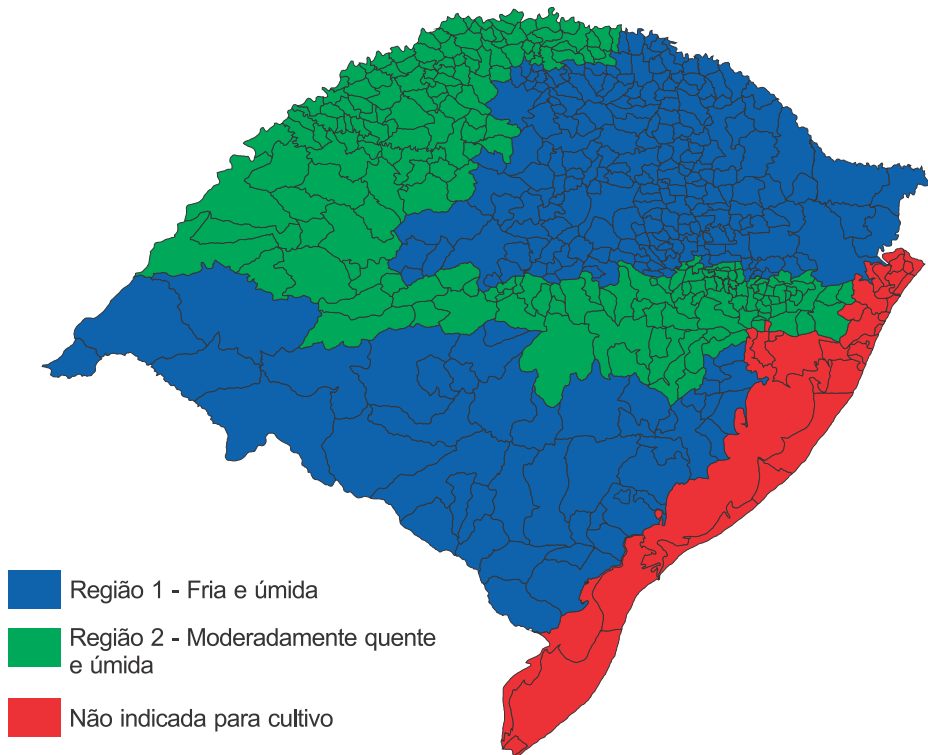 Região 1 - Fria e úmida
Região 2 - Moderadamente quente
e úmida
Não indicada para cultivo